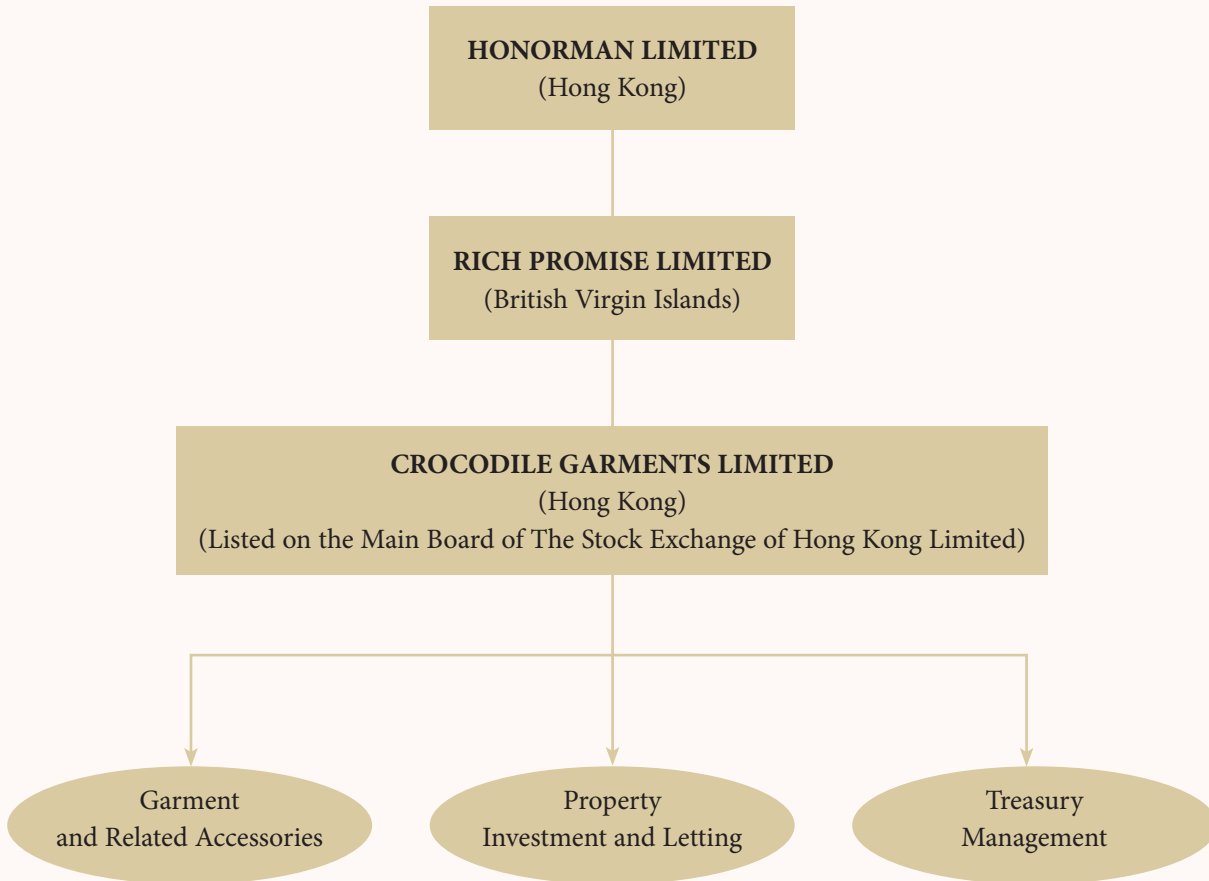 HONORMAN LIMITED
(Hong Kong)
RICH PROMISE LIMITED
(British Virgin Islands)
CROCODILE GARMENTS LIMITED
(Hong Kong)
(Listed on the Main Board of The Stock Exchange of Hong Kong Limited)
Garment
and Related Accessories
Property
Investment and Letting
Treasury
Management